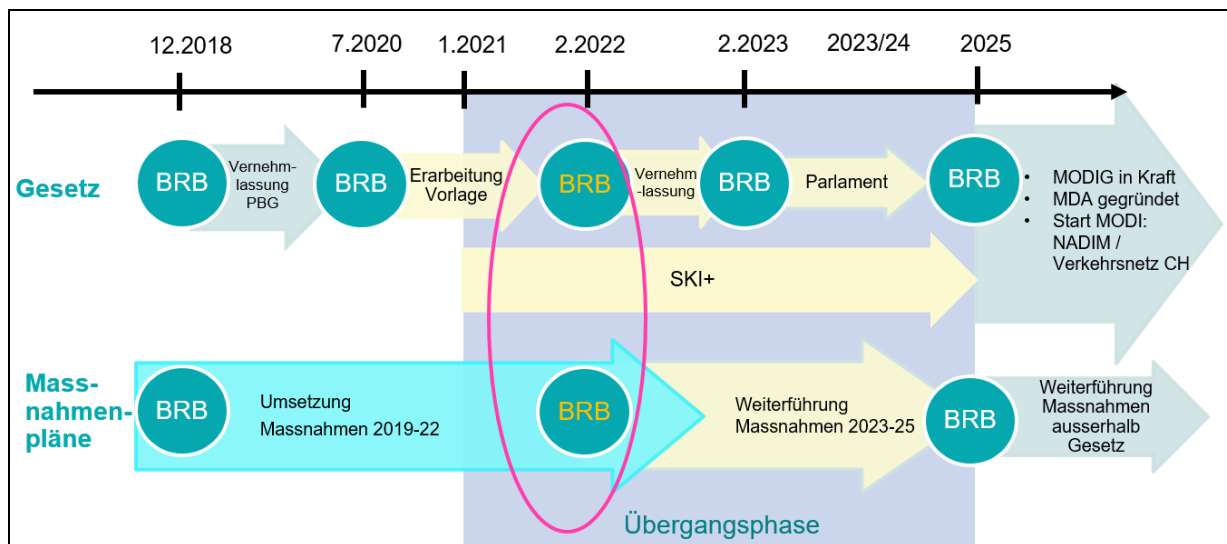 12.2018
7.2020
1.2021
2.2022
2.2023
2023/24
2025
Gesetz
BRB
Vernehm-
lassung
PBG
BRB
Erarbeitung
Vorlage
BRB
Vernehm
-lassung
BRB
Parlament
BRB
• MODIG in Kraft
• MDA gegründet
• Start MODI:
NADIM /
Verkehrsnetz CH
SKI+
Mass-
nahmen-
pläne
BRB
Umsetzung
Massnahmen 2019-22
BRB
Weiterführung
Massnahmen 2023-25
BRB
Weiterführung
Massnahmen
ausserhalb
Gesetz
Übergangsphase